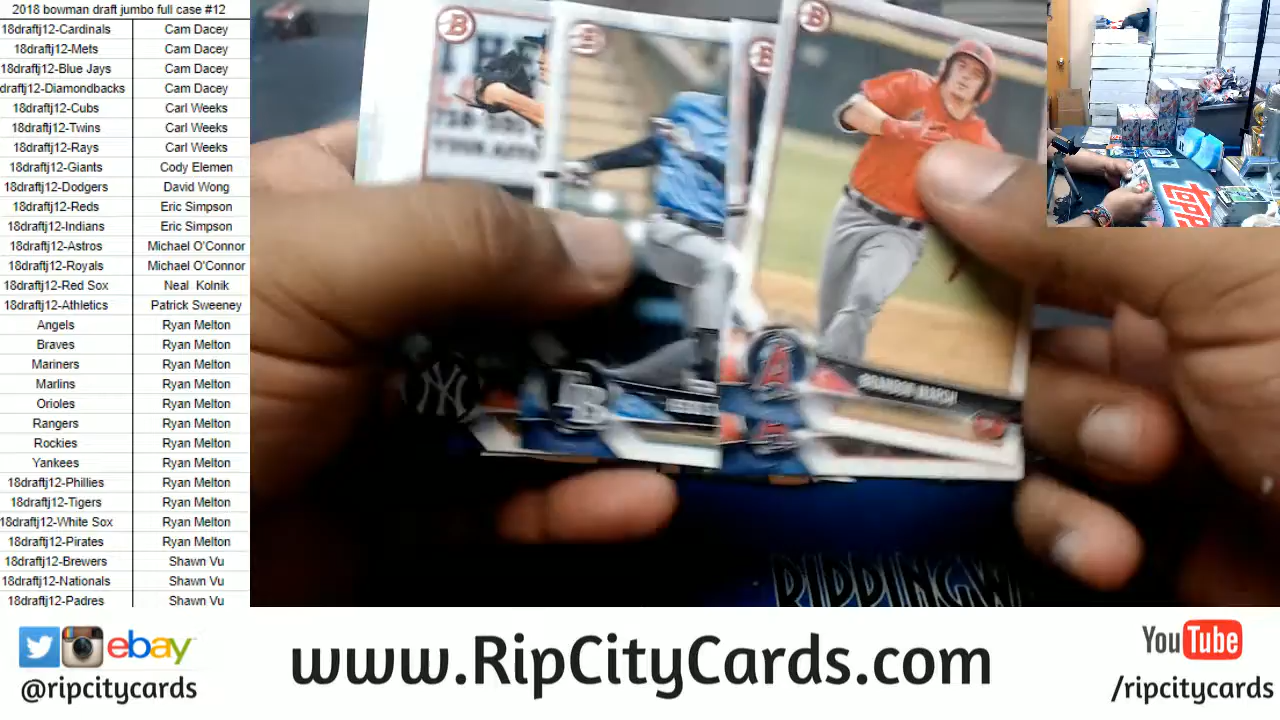 2018 bowman draft jumbo full case #12
18draftj12-Cardinals Cam Dacey
18draftj12-Mets Cam Dacey
18draftj12-Blue Jays Cam Dacey
draftj12-Diamondbacks Cam Dacey
18draftj12-Cubs Carl Weeks
18draftj12-Twins Carl Weeks
18draftj12-Rays Carl Weeks
18draftj12-Giants Cody Elemen
18draftj12-Dodgers David Wong
18draftj12-Reds Eric Simpson
18draftj12-Indians Eric Simpson
18draftj12-Astros Michael O'Connor
18draftj12-Royals Michael O'Connor
18draftj12-Red Sox Neal Kolnik
18draftj12-Athletics Patrick Sweeney
Angels Ryan Melton
Braves Ryan Melton
Mariners Ryan Melton
Marlins Ryan Melton
Orioles Ryan Melton
Rangers Ryan Melton
Rockies Ryan Melton
Yankees Ryan Melton
18draftj12-Phillies Ryan Melton
18draftj12-Tigers Ryan Melton
18draftj12-White Sox Ryan Melton
18draftj12-Pirates Ryan Melton
18draftj12-Brewers Shawn Vu
18draftj12-Nationals Shawn Vu
18draftj12-Padres Shawn Vu
B
B
B
B
NY
TB
A
BRANDON MARSH
topp
RIPPINGW
ebay
@ripcitycards
www.RipCityCards.com
YouTube
/ripcitycards